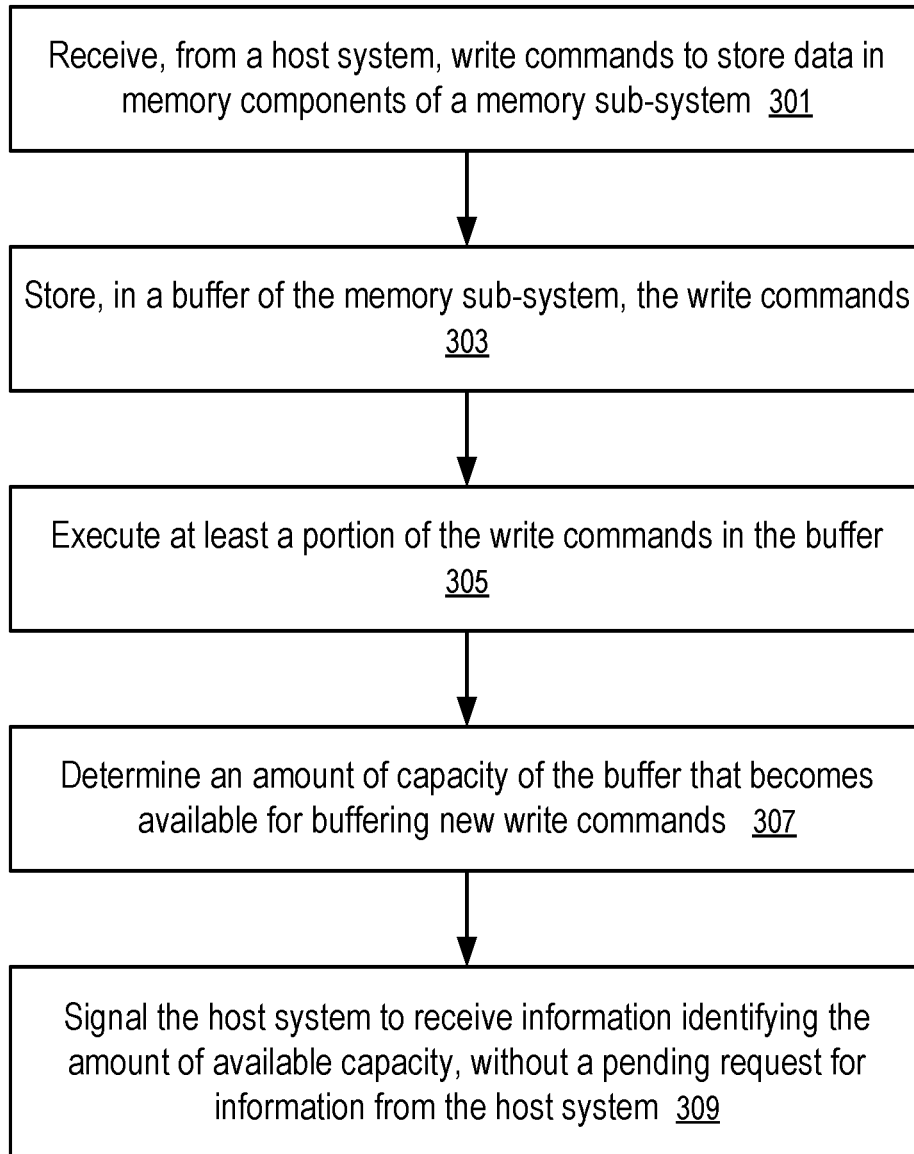 Receive, from a host system, write commands to store data in
memory components of a memory sub-system 301
Store, in a buffer of the memory sub-system, the write commands
303
Execute at least a portion of the write commands in the buffer
305
Determine an amount of capacity of the buffer that becomes
available for buffering new write commands 307
Signal the host system to receive information identifying the
amount of available capacity, without a pending request for
information from the host system 309